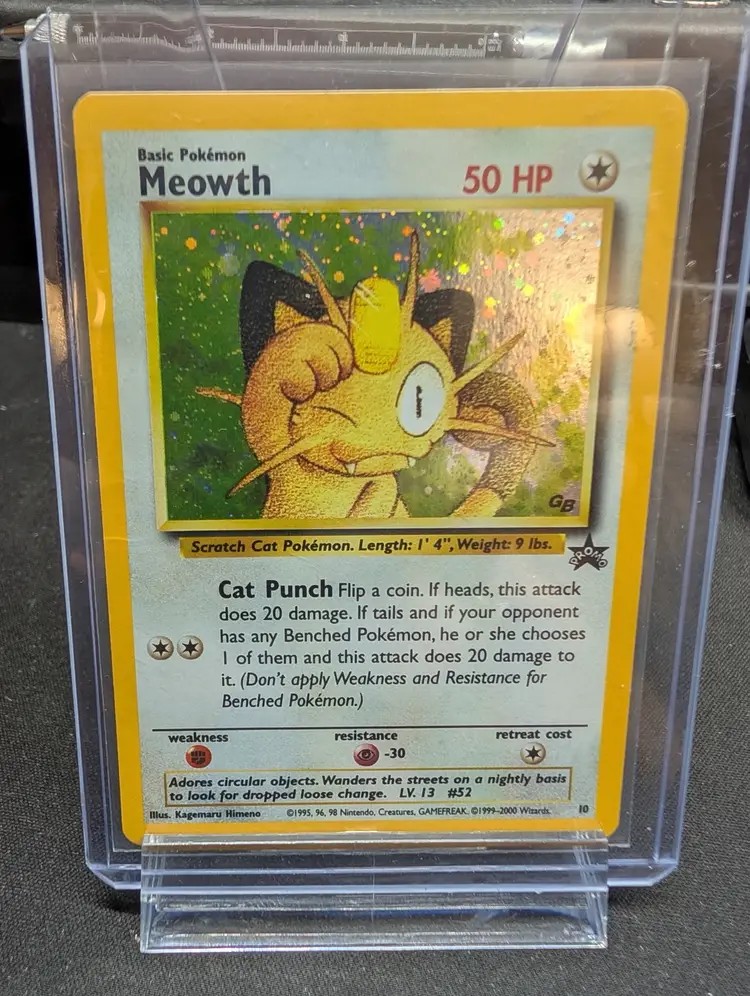 Basic Pokémon
Meowth
50 HP
GB
Scratch Cat Pokémon. Length: 1' 4", Weight: 9 lbs.
PROMO
Cat Punch Flip a coin. If heads, this attack
does 20 damage. If tails and if your opponent
has any Benched Pokémon, he or she chooses
1 of them and this attack does 20 damage to
it. (Don't apply Weakness and Resistance for
Benched Pokémon.)
weakness resistance retreat cost
-30
Adores circular objects. Wanders the streets on a nightly basis
to look for dropped loose change. LV. 13 #52
Illus. Kagemaru Himeno ©1995, 96, 98 Nintendo, Creatures, GAMEFREAK. ©1999-2000 Wizards. 10